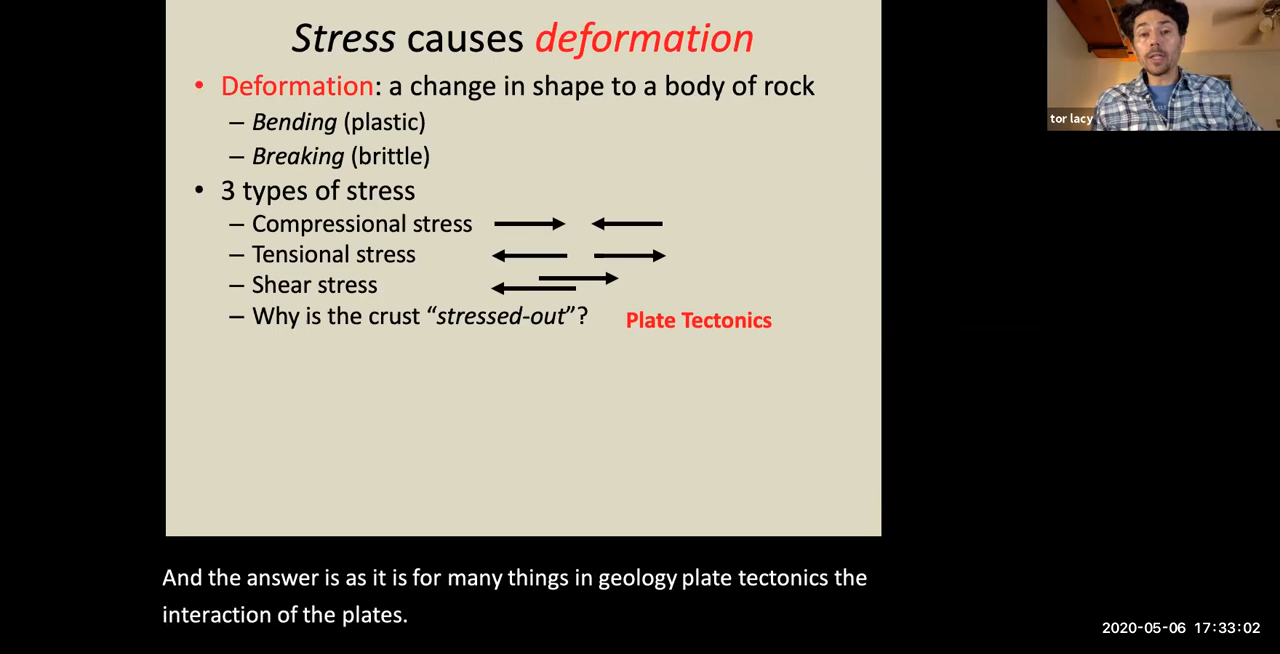 Stress causes deformation
• Deformation: a change in shape to a body of rock
– Bending (plastic)
– Breaking (brittle)
• 3 types of stress
– Compressional stress
– Tensional stress
– Shear stress
– Why is the crust “stressed-out”? Plate Tectonics
tor lacy
And the answer is as it is for many things in geology plate tectonics the
interaction of the plates.
2020-05-06 17:33:02